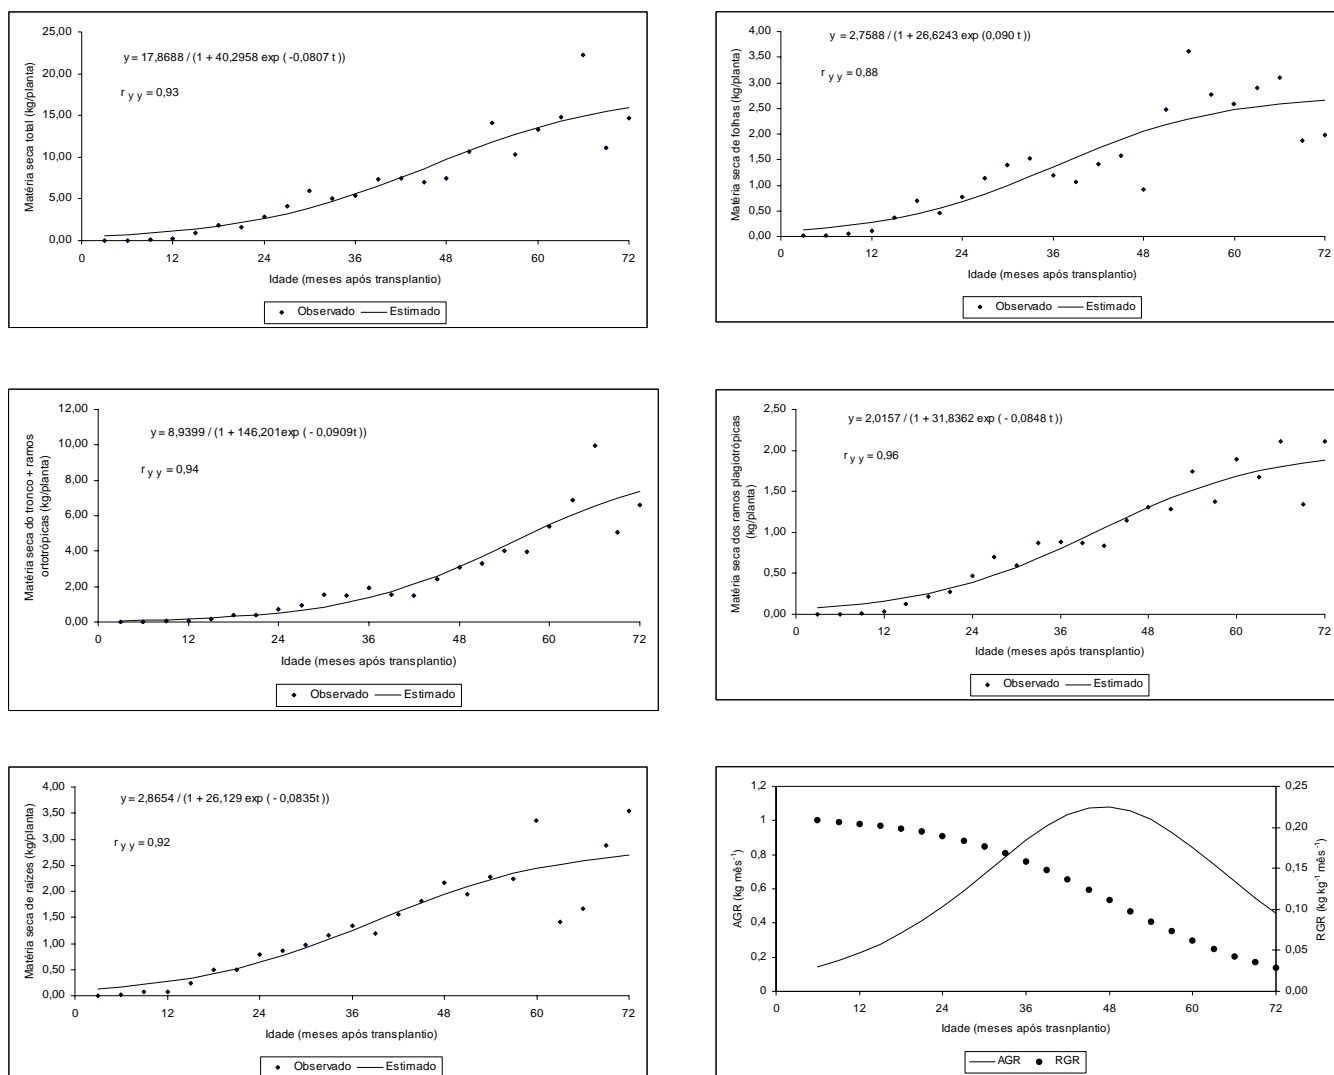 25,00
20,00
15,00
10,00
5,00
0,00
Matéria seca total (kg/planta)
y = 17,8688 / (1 + 40,2958 exp ( -0,0807 t ))
r y y = 0,93
0 12 24 36 48 60 72
Idade (meses após transplantio)
Observado Estimado
4,00
3,50
3,00
2,50
2,00
1,50
1,00
0,50
0,00
Matéria seca de folhas (kg/planta)
y = 2,7588 / (1 + 26,6243 exp (0,090 t ))
r y y = 0,88
0 12 24 36 48 60 72
Idade (meses após transplantio)
Observado Estimado
12,00
10,00
8,00
6,00
4,00
2,00
0,00
Matéria seca do tronco + ramos
ortotrópicas (kg/planta)
y = 8,9399 / (1 + 146,201exp ( - 0,0909t ))
r y y = 0,94
0 12 24 36 48 60 72
Idade (meses após transplantio)
Observado Estimado
2,50
2,00
1,50
1,00
0,50
0,00
Matéria seca dos ramos plagiotrópicas
(kg/planta)
y = 2,0157 / (1 + 31,8362 exp ( - 0,0848 t ))
r y y = 0,96
0 12 24 36 48 60 72
Idade (meses após transplantio)
Observado Estimado
4,00
3,50
3,00
2,50
2,00
1,50
1,00
0,50
0,00
Matéria seca de raízes (kg/planta)
y = 2,8654 / (1 + 26,129 exp ( - 0,0835t ))
r y y = 0,92
0 12 24 36 48 60 72
Idade (meses após transplantio)
Observado Estimado
1,2
1
0,8
0,6
0,4
0,2
0
AGR (kg mês⁻¹)
0,25
0,20
0,15
0,10
0,05
0,00
RGR (kg kg⁻¹ mês⁻¹)
0 12 24 36 48 60 72
Idade (meses após trasnplantio)
AGR RGR